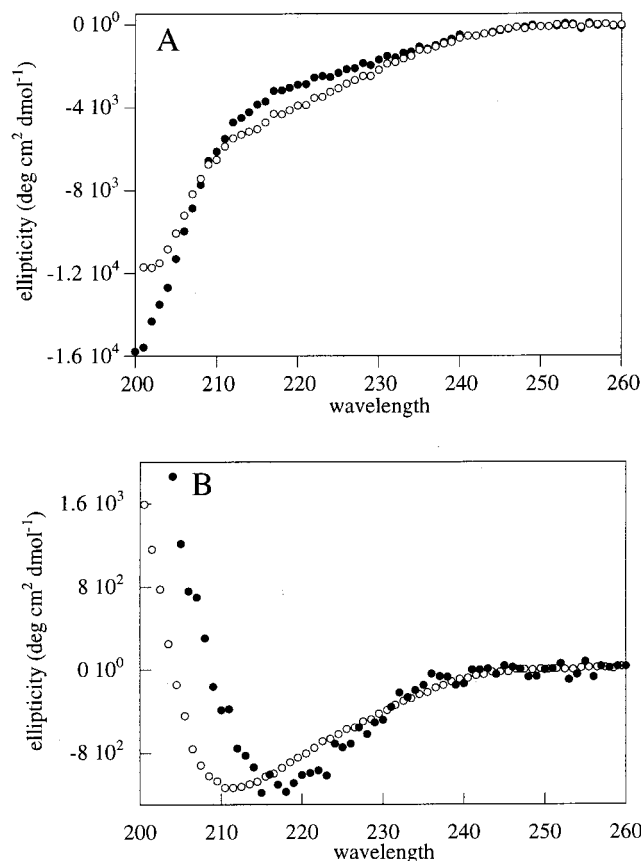 A
0 10⁰
-4 10³
-8 10³
-1.2 10⁴
-1.6 10⁴
ellipticity (deg cm² dmol⁻¹)
200 210 220 230 240 250 260
wavelength
B
1.6 10³
8 10²
0 10⁰
-8 10²
ellipticity (deg cm² dmol⁻¹)
200 210 220 230 240 250 260
wavelength